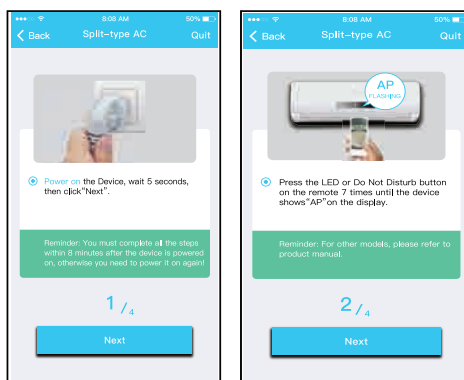 8:08 AM 50%
Back Split-type AC Quit
Power on the Device, wait 5 seconds,
then click"Next".
Reminder: You must complete all the steps
within 8 minutes after the device is powered
on, otherwise you need to power it on again!
1/4
Next
8:08 AM 50%
Back Split-type AC Quit
AP
FLASHING
Press the LED or Do Not Disturb button
on the remote 7 times until the device
shows"AP"on the display.
Reminder: For other models, please refer to
product manual.
2/4
Next